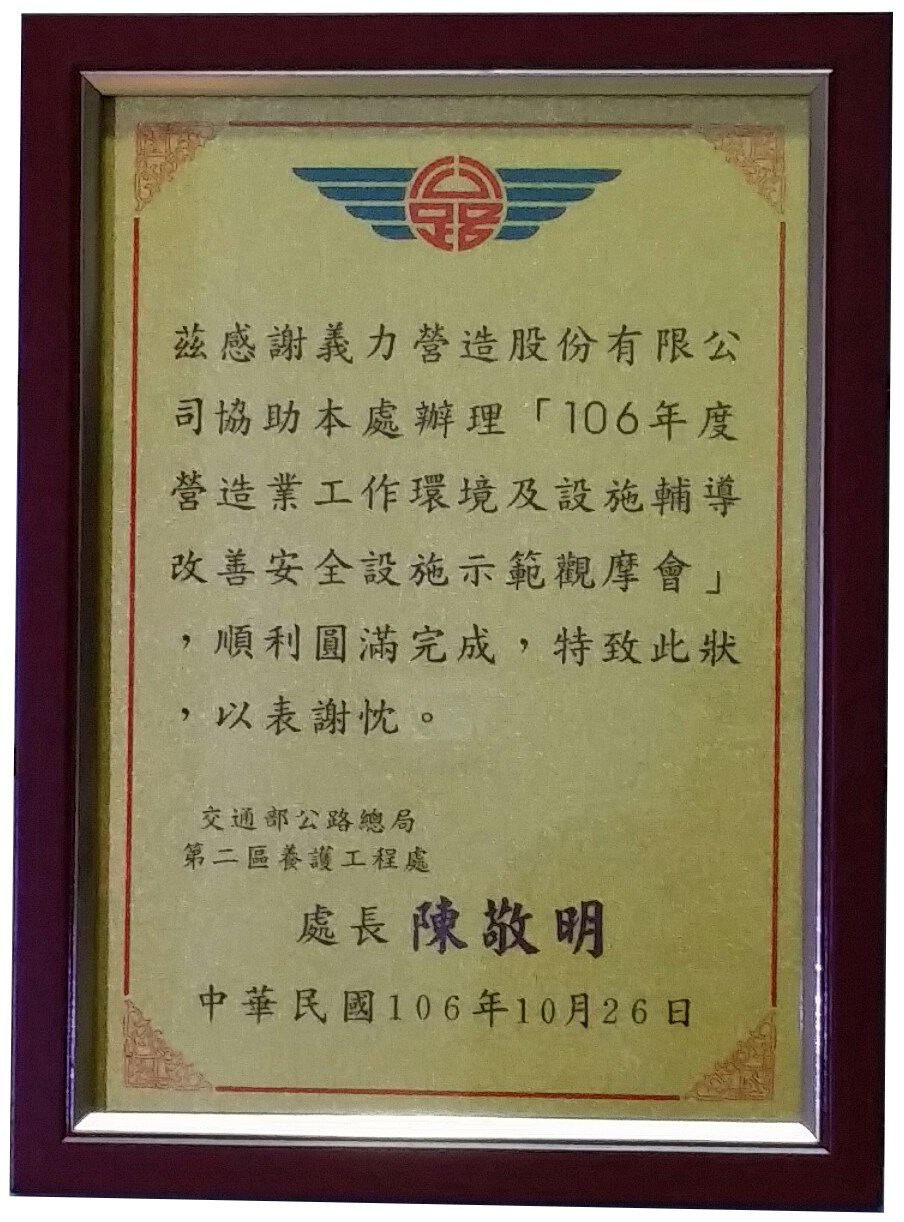 公路
茲感謝義力營造股份有限公
司協助本處辦理「106年度
營造業工作環境及設施輔導
改善安全設施示範觀摩會」
，順利圓滿完成，特致此狀
，以表謝忱。
交通部公路總局
第二區養護工程處
處長 陳敬明
中華民國106年10月26日